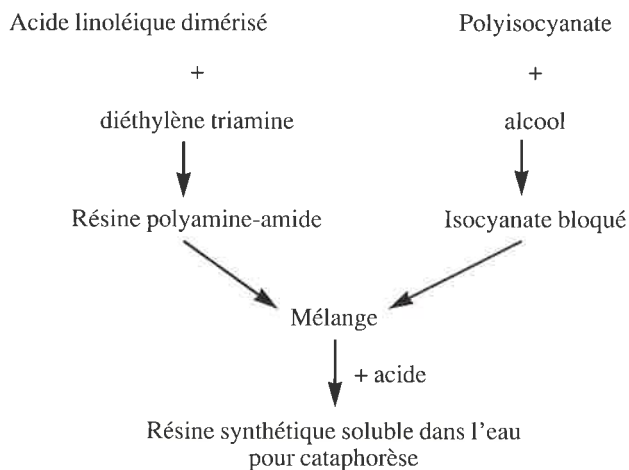 Acide linoléique dimérisé
+
diéthylène triamine
Résine polyamine-amide
Polyisocyanate
+
alcool
Isocyanate bloqué
Mélange
+ acide
Résine synthétique soluble dans l'eau
pour cataphorèse